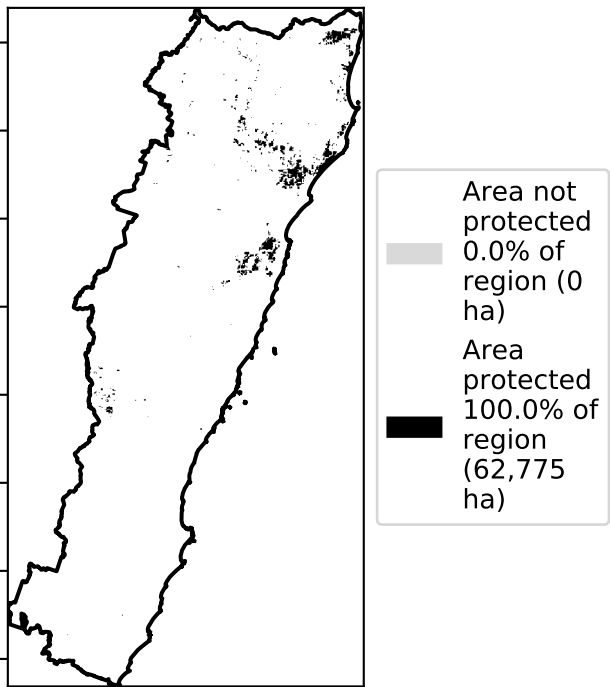 Area not
protected
0.0% of
region (0
ha)
Area
protected
100.0% of
region
(62,775
ha)